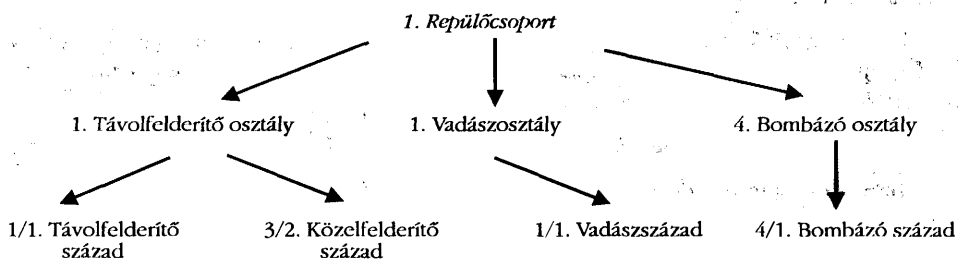 1. Repülőcsoport
1. Távolfelderítő osztály
1. Vadászosztály
4. Bombázó osztály
1/1. Távolfelderítő század
3/2. Közelfelderítő század
1/1. Vadászszázad
4/1. Bombázó század